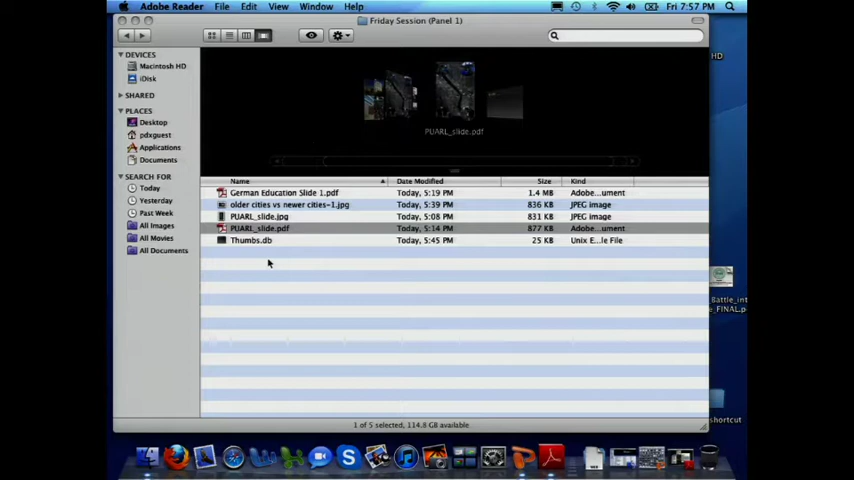 Adobe Reader File Edit View Window Help Fri 7:57 PM
Friday Session (Panel 1)
HD
DEVICES
Macintosh HD
iDisk
SHARED
PLACES
Desktop
pdxguest
Applications
Documents
SEARCH FOR
Today
Yesterday
Past Week
All Images
All Movies
All Documents
PUARL_slide.pdf
Name Date Modified Size Kind
German Education Slide 1.pdf Today, 5:19 PM 1.4 MB Adobe...ument
older cities vs newer cities-1.jpg Today, 5:39 PM 836 KB JPEG image
PUARL_slide.jpg Today, 5:08 PM 831 KB JPEG image
PUARL_slide.pdf Today, 5:14 PM 877 KB Adobe...ument
Thumbs.db Today, 5:45 PM 25 KB Unix E...le File
_Battle_int
e_FINAL.p
shortcut
1 of 5 selected, 114.8 GB available